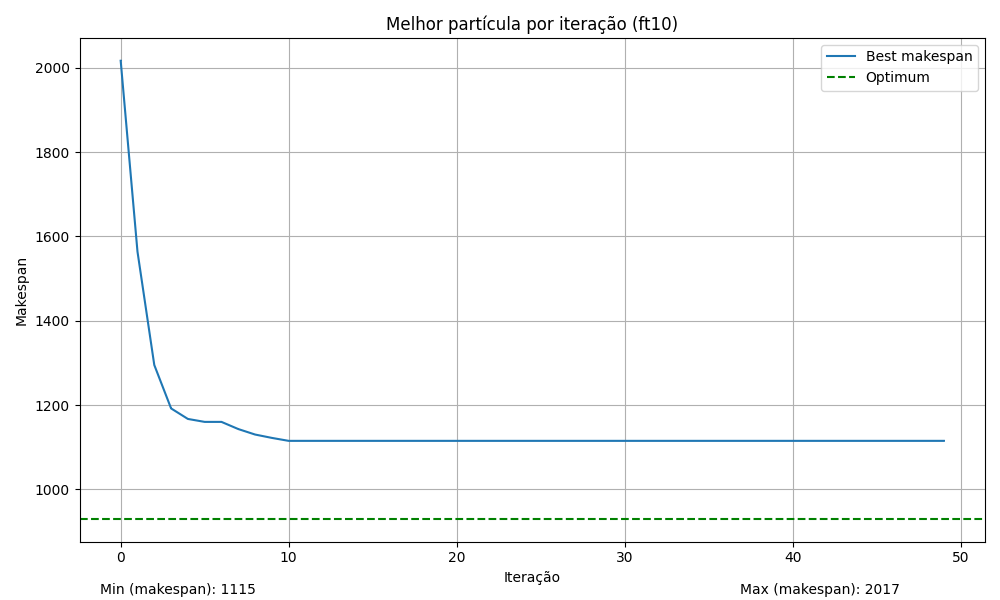 Melhor partícula por iteração (ft10)
Best makespan
Optimum
2000
1800
1600
1400
1200
1000
Makespan
0 10 20 30 40 50
Iteração
Min (makespan): 1115 Max (makespan): 2017